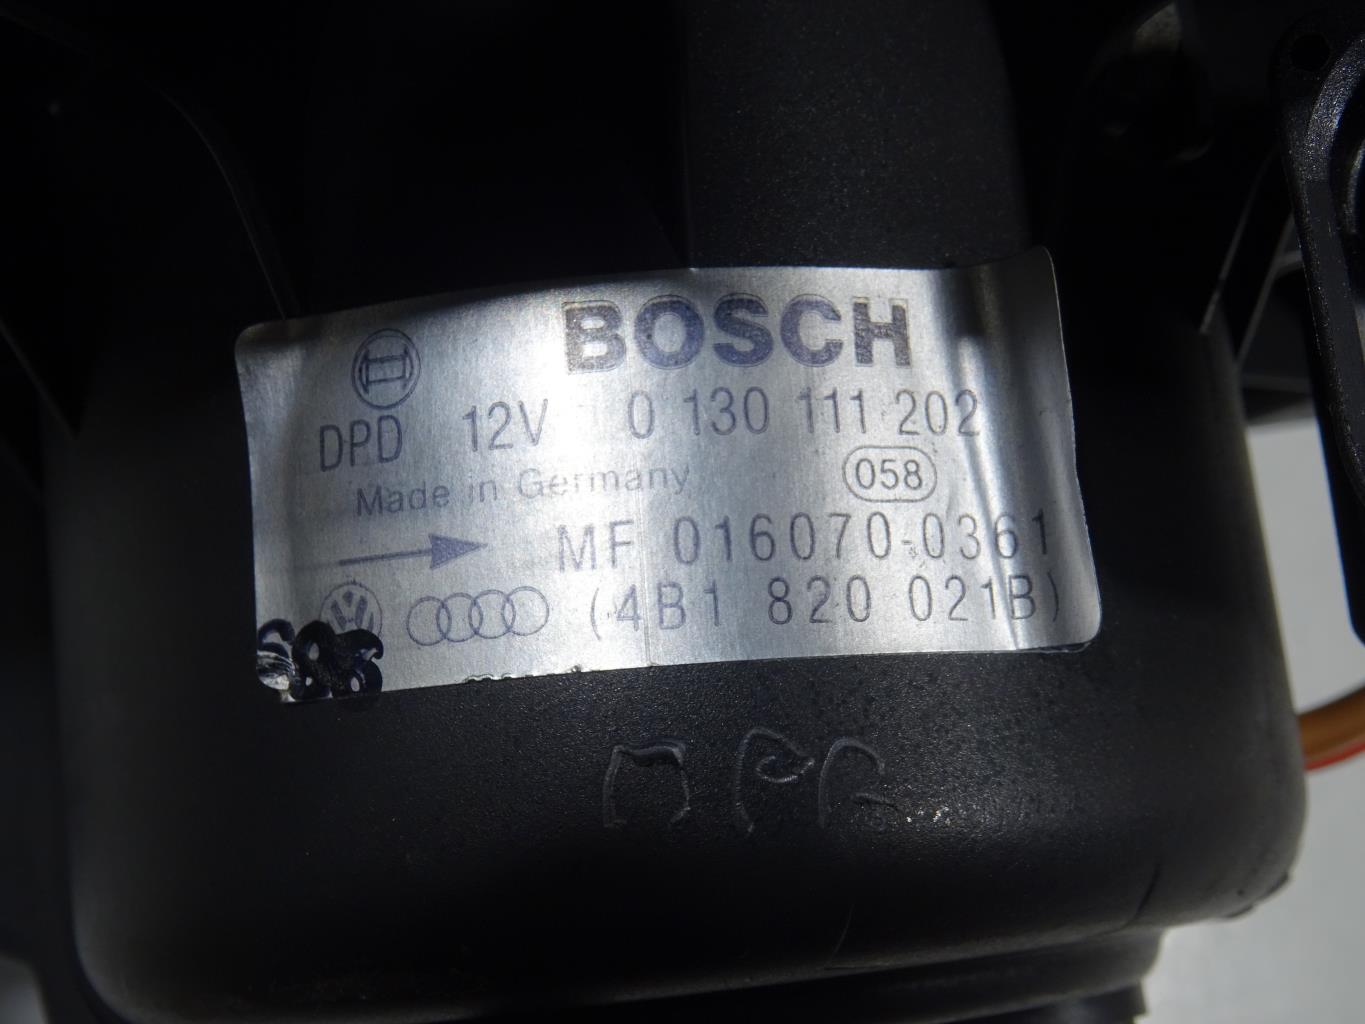 BOSCH
DPD 12V 0 130 111 202
Made in Germany 058
MF 016070-0361
(4B1 820 021B)